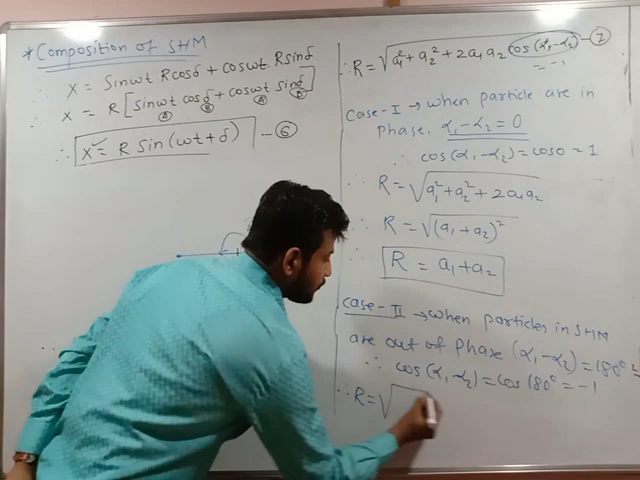 * Composition of SHM
x = Sinωt Rcosδ + cosωt Rsinδ
x = R [sinωt cosδ + cosωt sinδ]
A B A B
∴ x = R Sin(ωt + δ) — ⑥
∴ R = √a₁² + a₂² + 2a₁a₂ cos(α₁-α₂) — ⑦
= -1
Case-I → when particle are in
Phase. α₁-α₂ = 0
∴ cos(α₁-α₂) = cos0 = 1
∴ R = √a₁² + a₂² + 2a₁a₂
∴ R = √(a₁ + a₂)²
∴ R = a₁ + a₂
Case-II → when particles in SHM
are out of Phase (α₁-α₂) = 180° =
∴ cos(α₁-α₂) = cos 180° = -1
∴ R = √